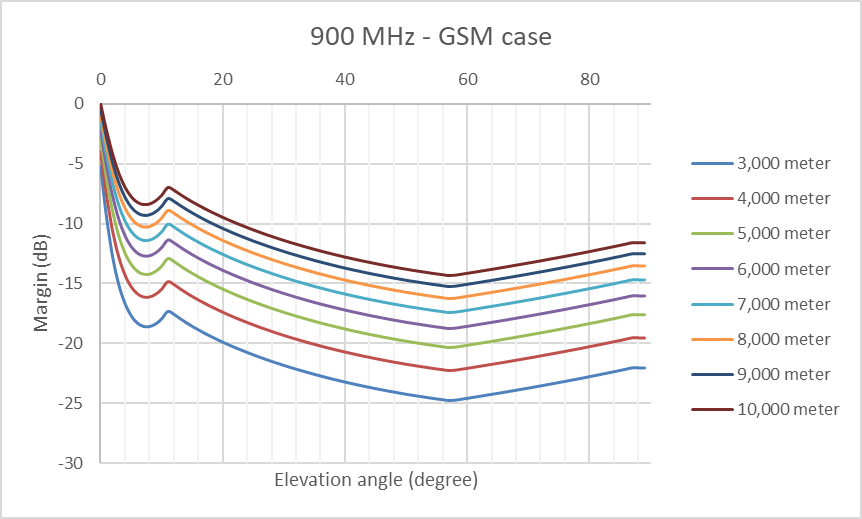 900 MHz - GSM case
0 20 40 60 80
0
-5
-10
-15
-20
-25
-30
Margin (dB)
Elevation angle (degree)
3,000 meter
4,000 meter
5,000 meter
6,000 meter
7,000 meter
8,000 meter
9,000 meter
10,000 meter